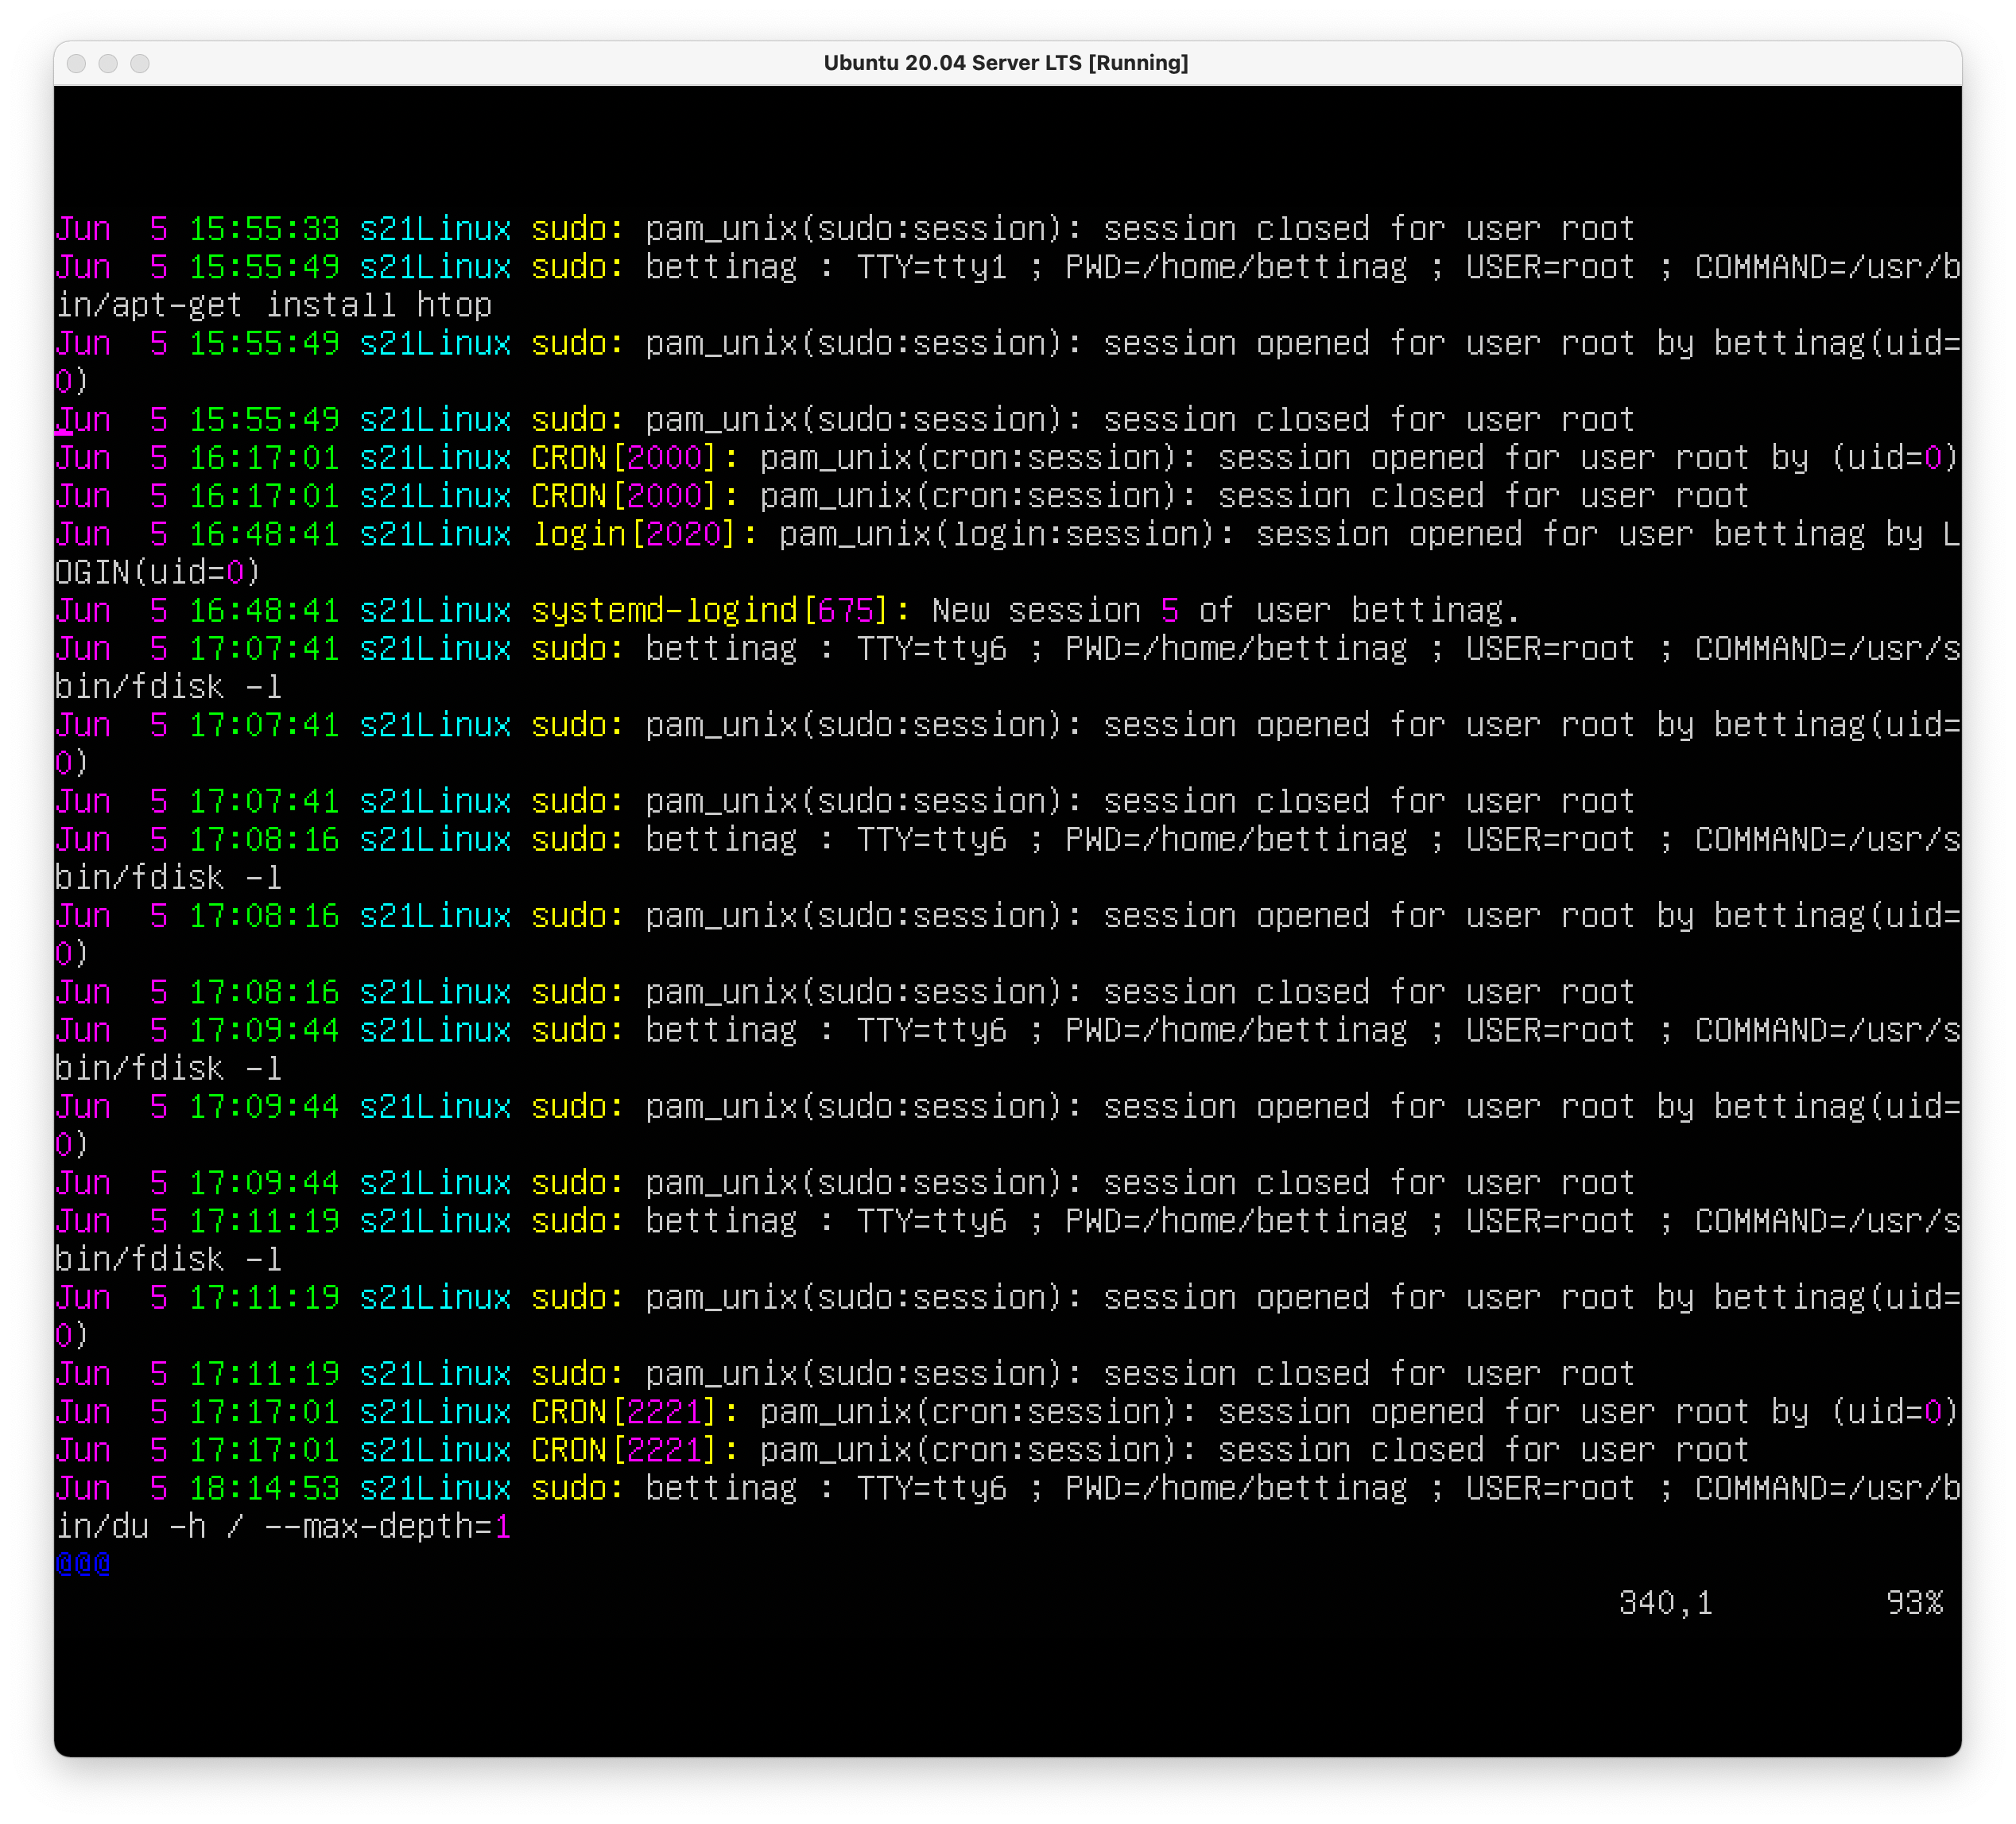 Ubuntu 20.04 Server LTS [Running]
Jun  5 15:55:33 s21Linux sudo: pam_unix(sudo:session): session closed for user root
Jun  5 15:55:49 s21Linux sudo: bettinag : TTY=tty1 ; PWD=/home/bettinag ; USER=root ; COMMAND=/usr/b
in/apt-get install htop
Jun  5 15:55:49 s21Linux sudo: pam_unix(sudo:session): session opened for user root by bettinag(uid=
0)
Jun  5 15:55:49 s21Linux sudo: pam_unix(sudo:session): session closed for user root
Jun  5 16:17:01 s21Linux CRON[2000]: pam_unix(cron:session): session opened for user root by (uid=0)
Jun  5 16:17:01 s21Linux CRON[2000]: pam_unix(cron:session): session closed for user root
Jun  5 16:48:41 s21Linux login[2020]: pam_unix(login:session): session opened for user bettinag by L
OGIN(uid=0)
Jun  5 16:48:41 s21Linux systemd-logind[675]: New session 5 of user bettinag.
Jun  5 17:07:41 s21Linux sudo: bettinag : TTY=tty6 ; PWD=/home/bettinag ; USER=root ; COMMAND=/usr/s
bin/fdisk -l
Jun  5 17:07:41 s21Linux sudo: pam_unix(sudo:session): session opened for user root by bettinag(uid=
0)
Jun  5 17:07:41 s21Linux sudo: pam_unix(sudo:session): session closed for user root
Jun  5 17:08:16 s21Linux sudo: bettinag : TTY=tty6 ; PWD=/home/bettinag ; USER=root ; COMMAND=/usr/s
bin/fdisk -l
Jun  5 17:08:16 s21Linux sudo: pam_unix(sudo:session): session opened for user root by bettinag(uid=
0)
Jun  5 17:08:16 s21Linux sudo: pam_unix(sudo:session): session closed for user root
Jun  5 17:09:44 s21Linux sudo: bettinag : TTY=tty6 ; PWD=/home/bettinag ; USER=root ; COMMAND=/usr/s
bin/fdisk -l
Jun  5 17:09:44 s21Linux sudo: pam_unix(sudo:session): session opened for user root by bettinag(uid=
0)
Jun  5 17:09:44 s21Linux sudo: pam_unix(sudo:session): session closed for user root
Jun  5 17:11:19 s21Linux sudo: bettinag : TTY=tty6 ; PWD=/home/bettinag ; USER=root ; COMMAND=/usr/s
bin/fdisk -l
Jun  5 17:11:19 s21Linux sudo: pam_unix(sudo:session): session opened for user root by bettinag(uid=
0)
Jun  5 17:11:19 s21Linux sudo: pam_unix(sudo:session): session closed for user root
Jun  5 17:17:01 s21Linux CRON[2221]: pam_unix(cron:session): session opened for user root by (uid=0)
Jun  5 17:17:01 s21Linux CRON[2221]: pam_unix(cron:session): session closed for user root
Jun  5 18:14:53 s21Linux sudo: bettinag : TTY=tty6 ; PWD=/home/bettinag ; USER=root ; COMMAND=/usr/b
in/du -h / --max-depth=1
@@@
340,1 93%